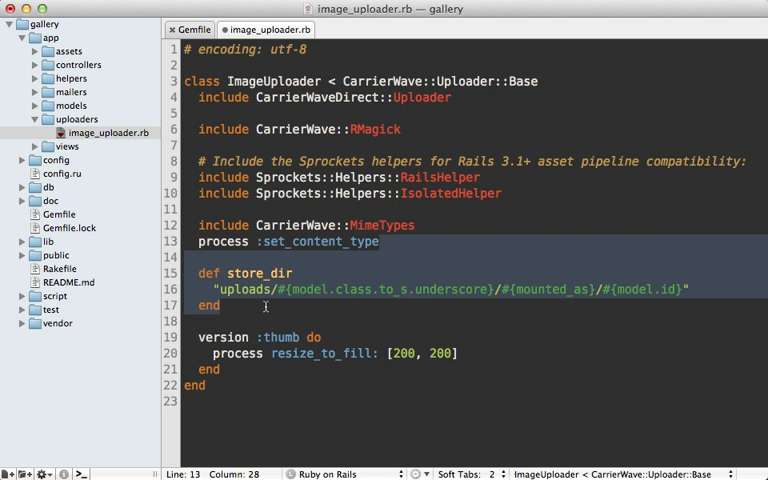 image_uploader.rb — gallery
gallery
app
assets
controllers
helpers
mailers
models
uploaders
image_uploader.rb
views
config
config.ru
db
doc
Gemfile
Gemfile.lock
lib
public
Rakefile
README.md
script
test
vendor
Gemfile
image_uploader.rb
1 # encoding: utf-8
2
3 class ImageUploader < CarrierWave::Uploader::Base
4 include CarrierWaveDirect::Uploader
5
6 include CarrierWave::RMagick
7
8 # Include the Sprockets helpers for Rails 3.1+ asset pipeline compatibility:
9 include Sprockets::Helpers::RailsHelper
10 include Sprockets::Helpers::IsolatedHelper
11
12 include CarrierWave::MimeTypes
13 process :set_content_type
14
15 def store_dir
16 "uploads/#{model.class.to_s.underscore}/#{mounted_as}/#{model.id}"
17 end
18
19 version :thumb do
20 process resize_to_fill: [200, 200]
21 end
22 end
23
Line: 13 Column: 28 Ruby on Rails Soft Tabs: 2 ImageUploader < CarrierWave::Uploader::Base